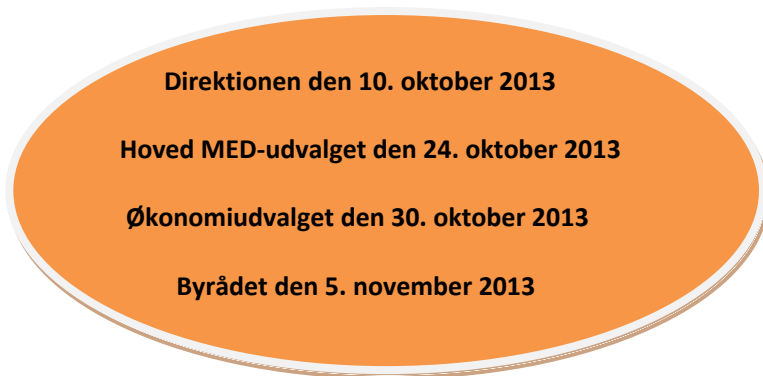 Direktionen den 10. oktober 2013
Hoved MED-udvalget den 24. oktober 2013
Økonomiudvalget den 30. oktober 2013
Byrådet den 5. november 2013